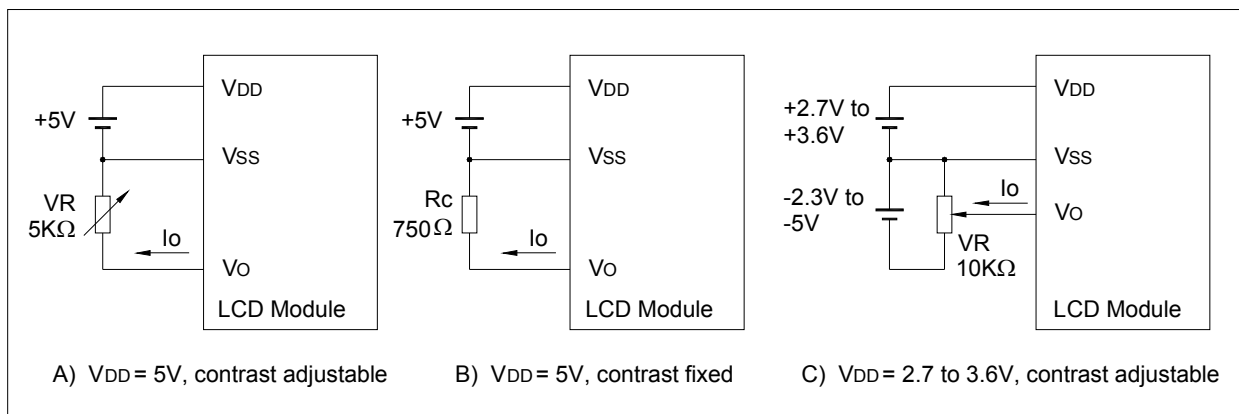 VDD
+5V
VSS
VR
5KΩ
Io
VO
LCD Module
A) VDD = 5V, contrast adjustable
VDD
+5V
VSS
Rc
750Ω
Io
VO
LCD Module
B) VDD = 5V, contrast fixed
VDD
+2.7V to
+3.6V
VSS
-2.3V to
-5V
Io
VO
VR
10KΩ
LCD Module
C) VDD = 2.7 to 3.6V, contrast adjustable